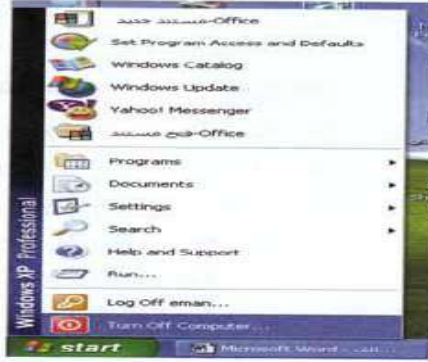 مستند جديد-Office
Set Program Access and Defaults
Windows Catalog
Windows Update
Yahoo! Messenger
فتح مستند-Office
Programs
Documents
Settings
Search
Help and Support
Run...
Log Off eman...
Turn Off Computer...
Windows XP Professional
start
Microsoft Word